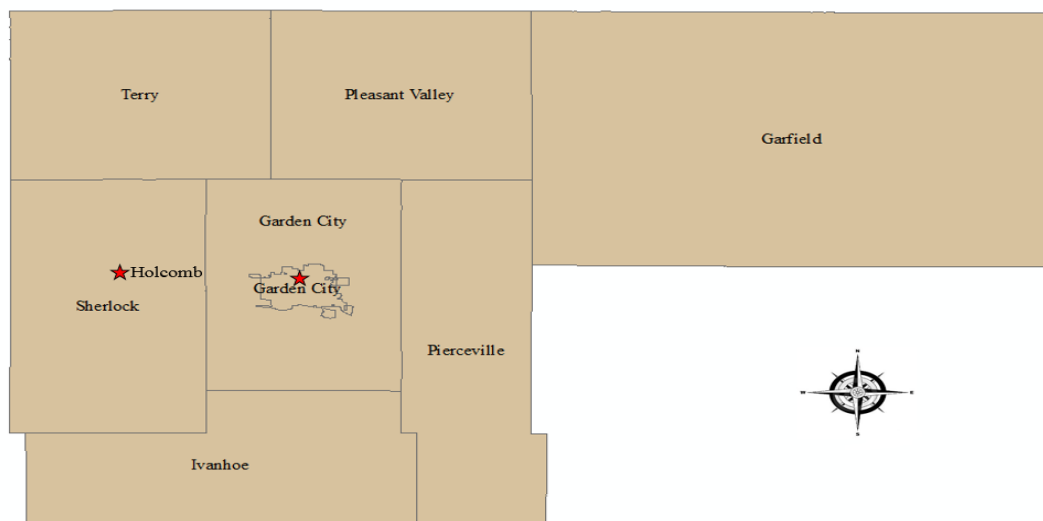 Terry
Pleasant Valley
Garfield
Garden City
Holcomb
Garden City
Sherlock
Pierceville
Ivanhoe
N
W
E
S